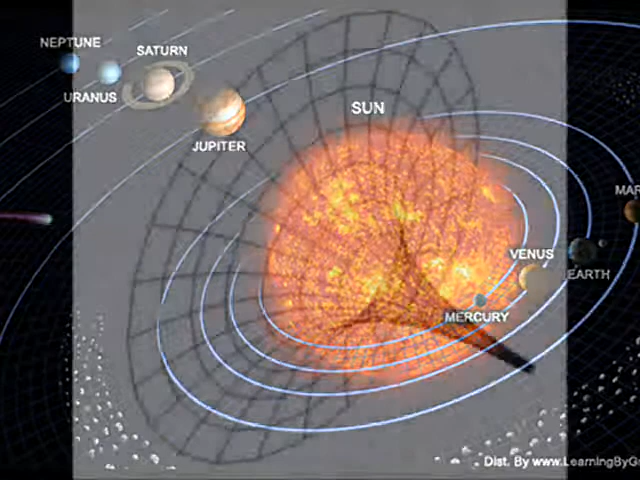 NEPTUNE
SATURN
URANUS
SUN
JUPITER
MAR
VENUS
EARTH
MERCURY
Dist. By www.LearningByG